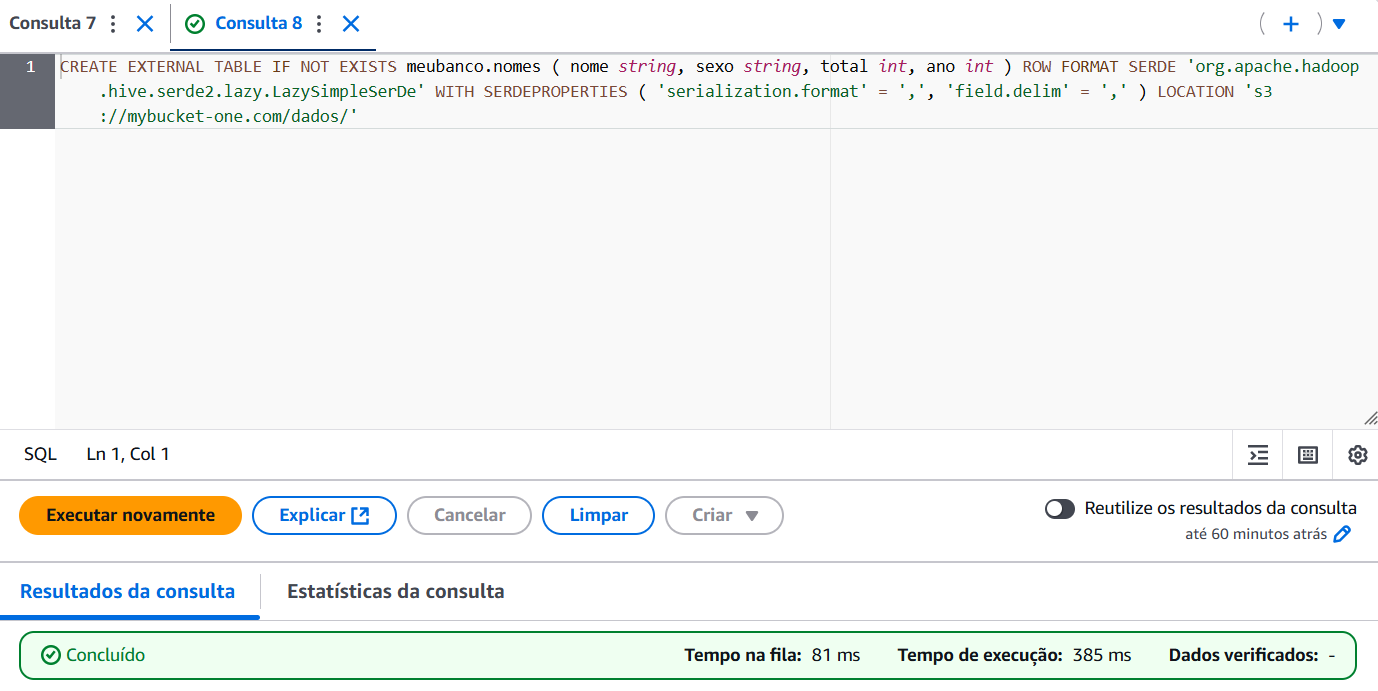 Consulta 7
Consulta 8
1
CREATE EXTERNAL TABLE IF NOT EXISTS meubanco.nomes ( nome string, sexo string, total int, ano int ) ROW FORMAT SERDE 'org.apache.hadoop
.hive.serde2.lazy.LazySimpleSerDe' WITH SERDEPROPERTIES ( 'serialization.format' = ',', 'field.delim' = ',' ) LOCATION 's3
://mybucket-one.com/dados/'
SQL Ln 1, Col 1
Executar novamente Explicar Cancelar Limpar Criar
Reutilize os resultados da consulta
até 60 minutos atrás
Resultados da consulta Estatísticas da consulta
Concluído Tempo na fila: 81 ms Tempo de execução: 385 ms Dados verificados: -